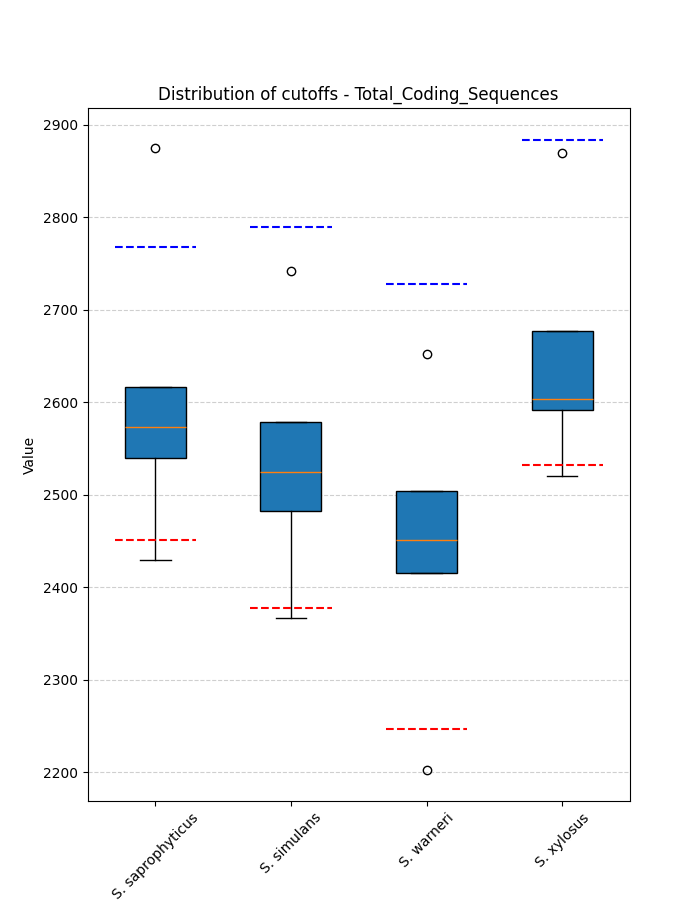 Distribution of cutoffs - Total_Coding_Sequences
Value
2900
2800
2700
2600
2500
2400
2300
2200
S. saprophyticus
S. simulans
S. warneri
S. xylosus